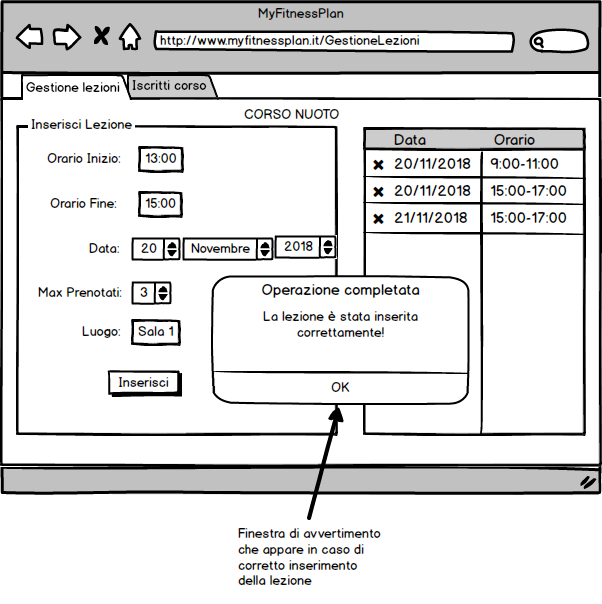 MyFitnessPlan
http://www.myfitnessplan.it/GestioneLezioni
Gestione lezioni
Iscritti corso
CORSO NUOTO
Inserisci Lezione
Orario Inizio: 13:00
Orario Fine: 15:00
Data: 20 Novembre 2018
Max Prenotati: 3
Luogo: Sala 1
Inserisci
Data Orario
20/11/2018 9:00-11:00
20/11/2018 15:00-17:00
21/11/2018 15:00-17:00
Operazione completata
La lezione è stata inserita
correttamente!
OK
Finestra di avvertimento
che appare in caso di
corretto inserimento
della lezione